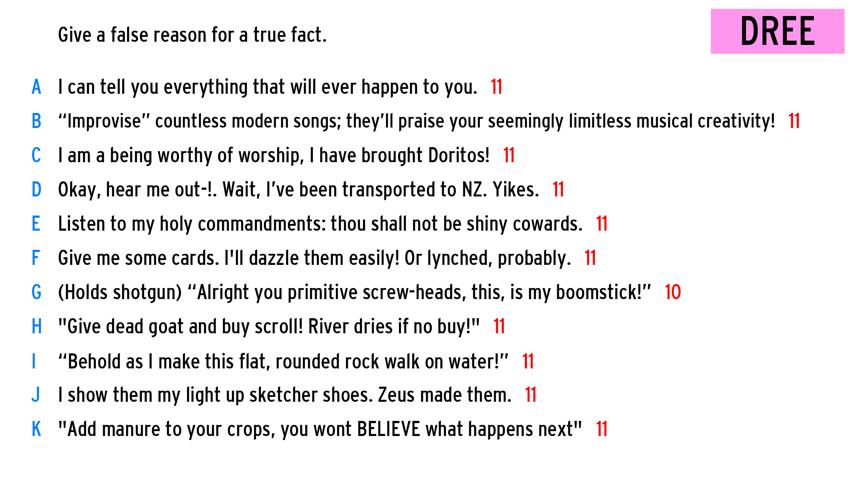 Give a false reason for a true fact.
DREE
A I can tell you everything that will ever happen to you. 11
B “Improvise” countless modern songs; they’ll praise your seemingly limitless musical creativity! 11
C I am a being worthy of worship, I have brought Doritos! 11
D Okay, hear me out-!. Wait, I’ve been transported to NZ. Yikes. 11
E Listen to my holy commandments: thou shall not be shiny cowards. 11
F Give me some cards. I'll dazzle them easily! Or lynched, probably. 11
G (Holds shotgun) “Alright you primitive screw-heads, this, is my boomstick!” 10
H "Give dead goat and buy scroll! River dries if no buy!" 11
I “Behold as I make this flat, rounded rock walk on water!” 11
J I show them my light up sketcher shoes. Zeus made them. 11
K "Add manure to your crops, you wont BELIEVE what happens next" 11